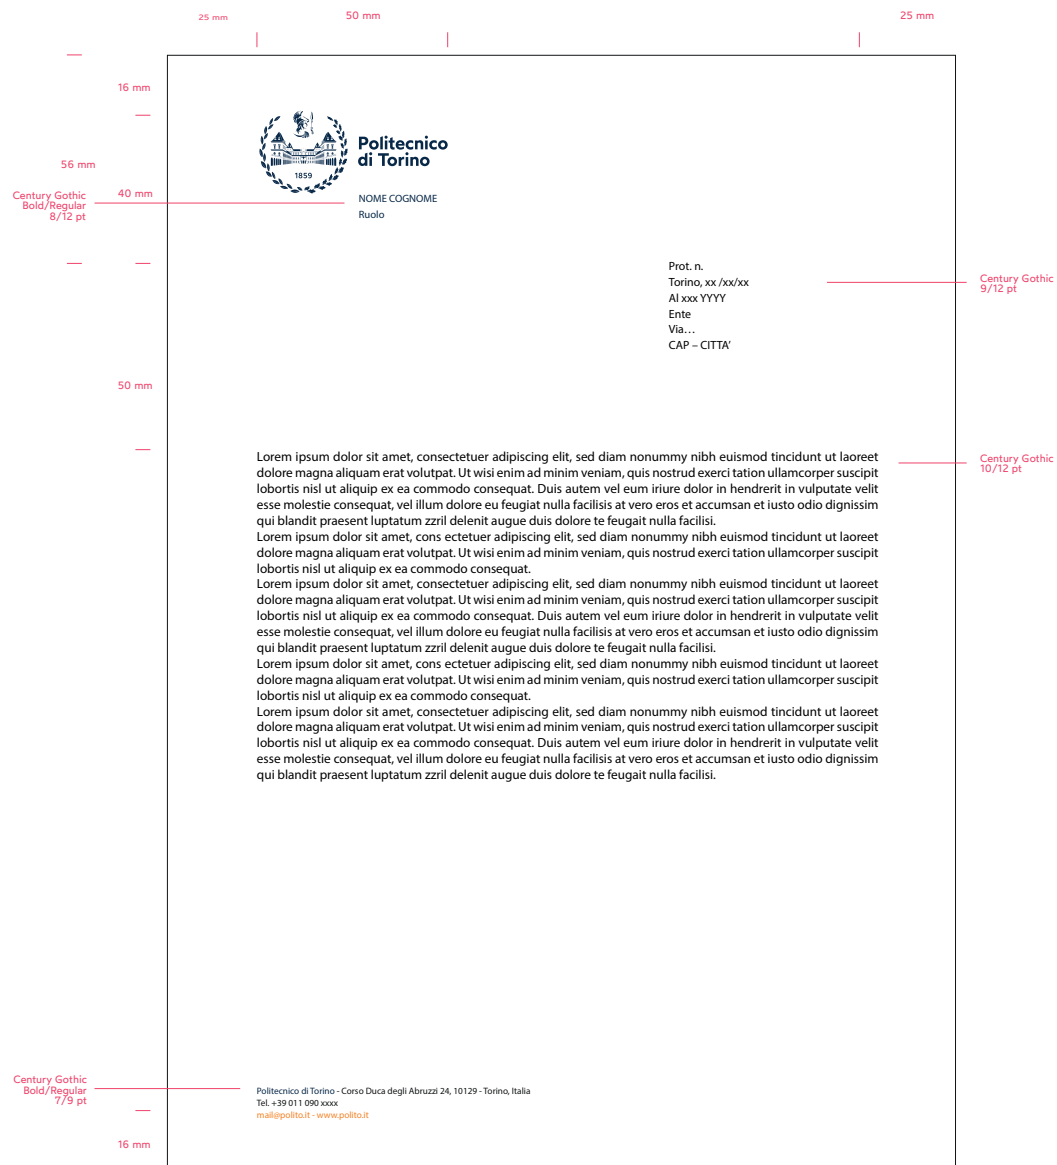 25 mm
50 mm
25 mm
16 mm
Politecnico
di Torino
1859
56 mm
40 mm
Century Gothic
Bold/Regular
8/12 pt
NOME COGNOME
Ruolo
Prot. n.
Torino, xx /xx/xx
Al xxx YYYY
Ente
Via…
CAP – CITTA’
Century Gothic
9/12 pt
50 mm
Lorem ipsum dolor sit amet, consectetuer adipiscing elit, sed diam nonummy nibh euismod tincidunt ut laoreet
dolore magna aliquam erat volutpat. Ut wisi enim ad minim veniam, quis nostrud exerci tation ullamcorper suscipit
lobortis nisl ut aliquip ex ea commodo consequat. Duis autem vel eum iriure dolor in hendrerit in vulputate velit
esse molestie consequat, vel illum dolore eu feugiat nulla facilisis at vero eros et accumsan et iusto odio dignissim
qui blandit praesent luptatum zzril delenit augue duis dolore te feugait nulla facilisi.
Lorem ipsum dolor sit amet, cons ectetuer adipiscing elit, sed diam nonummy nibh euismod tincidunt ut laoreet
dolore magna aliquam erat volutpat. Ut wisi enim ad minim veniam, quis nostrud exerci tation ullamcorper suscipit
lobortis nisl ut aliquip ex ea commodo consequat.
Lorem ipsum dolor sit amet, consectetuer adipiscing elit, sed diam nonummy nibh euismod tincidunt ut laoreet
dolore magna aliquam erat volutpat. Ut wisi enim ad minim veniam, quis nostrud exerci tation ullamcorper suscipit
lobortis nisl ut aliquip ex ea commodo consequat. Duis autem vel eum iriure dolor in hendrerit in vulputate velit
esse molestie consequat, vel illum dolore eu feugiat nulla facilisis at vero eros et accumsan et iusto odio dignissim
qui blandit praesent luptatum zzril delenit augue duis dolore te feugait nulla facilisi.
Lorem ipsum dolor sit amet, cons ectetuer adipiscing elit, sed diam nonummy nibh euismod tincidunt ut laoreet
dolore magna aliquam erat volutpat. Ut wisi enim ad minim veniam, quis nostrud exerci tation ullamcorper suscipit
lobortis nisl ut aliquip ex ea commodo consequat.
Lorem ipsum dolor sit amet, consectetuer adipiscing elit, sed diam nonummy nibh euismod tincidunt ut laoreet
dolore magna aliquam erat volutpat. Ut wisi enim ad minim veniam, quis nostrud exerci tation ullamcorper suscipit
lobortis nisl ut aliquip ex ea commodo consequat. Duis autem vel eum iriure dolor in hendrerit in vulputate velit
esse molestie consequat, vel illum dolore eu feugiat nulla facilisis at vero eros et accumsan et iusto odio dignissim
qui blandit praesent luptatum zzril delenit augue duis dolore te feugait nulla facilisi.
Century Gothic
10/12 pt
Century Gothic
Bold/Regular
7/9 pt
Politecnico di Torino - Corso Duca degli Abruzzi 24, 10129 - Torino, Italia
Tel. +39 011 090 xxxx
mail@polito.it - www.polito.it
16 mm